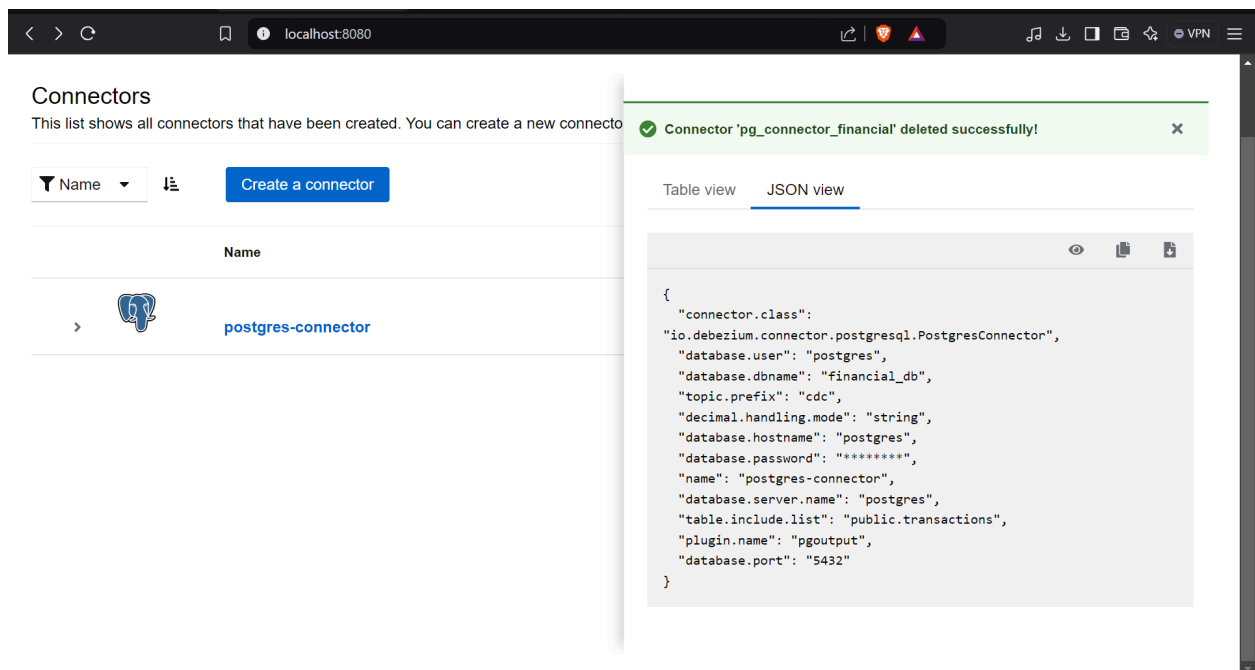 localhost:8080
VPN
Connectors
This list shows all connectors that have been created. You can create a new connecto
Connector 'pg_connector_financial' deleted successfully!
Name
Create a connector
Table view
JSON view
Name
postgres-connector
{
"connector.class":
"io.debezium.connector.postgresql.PostgresConnector",
"database.user": "postgres",
"database.dbname": "financial_db",
"topic.prefix": "cdc",
"decimal.handling.mode": "string",
"database.hostname": "postgres",
"database.password": "********",
"name": "postgres-connector",
"database.server.name": "postgres",
"table.include.list": "public.transactions",
"plugin.name": "pgoutput",
"database.port": "5432"
}